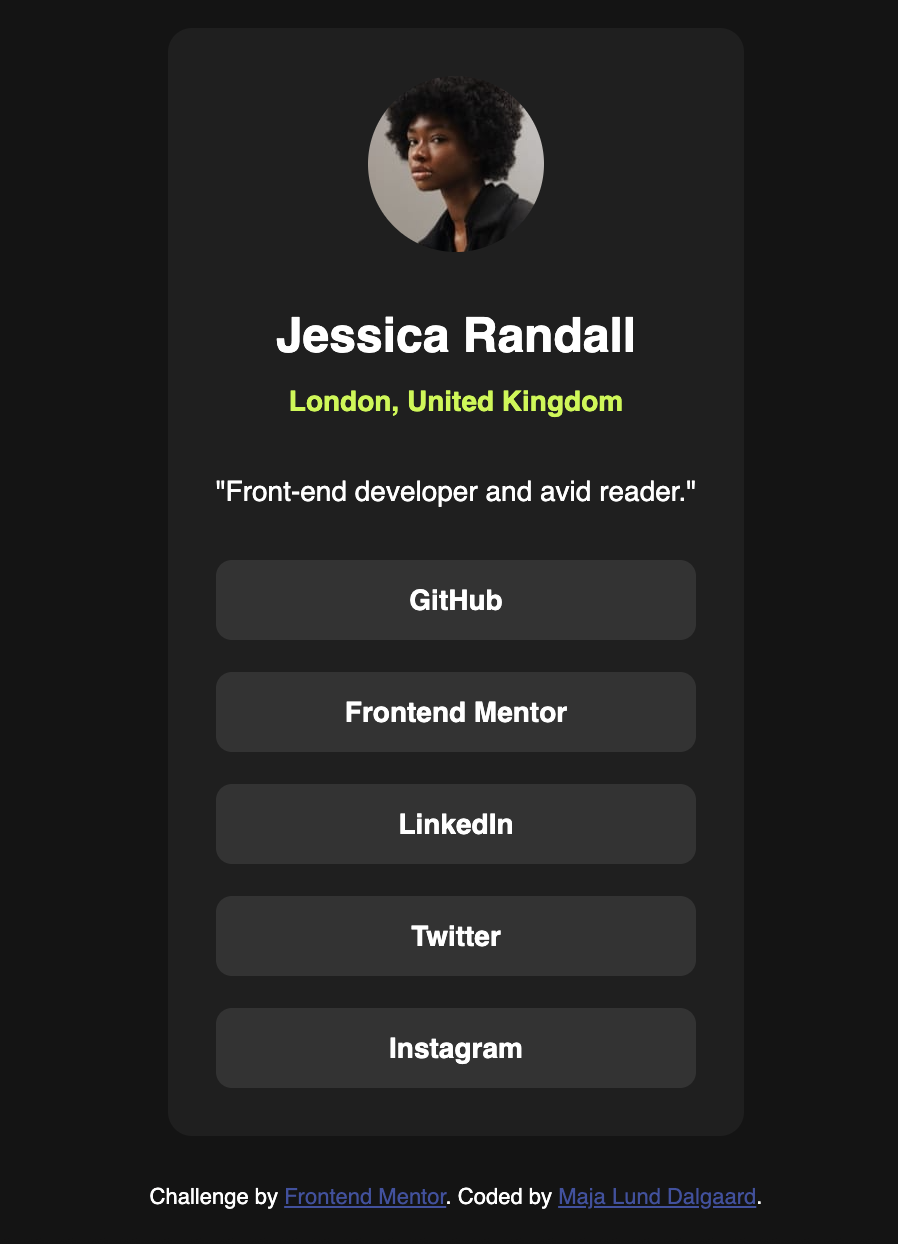 Jessica Randall
London, United Kingdom
"Front-end developer and avid reader."
GitHub
Frontend Mentor
LinkedIn
Twitter
Instagram
Challenge by Frontend Mentor. Coded by Maja Lund Dalgaard.